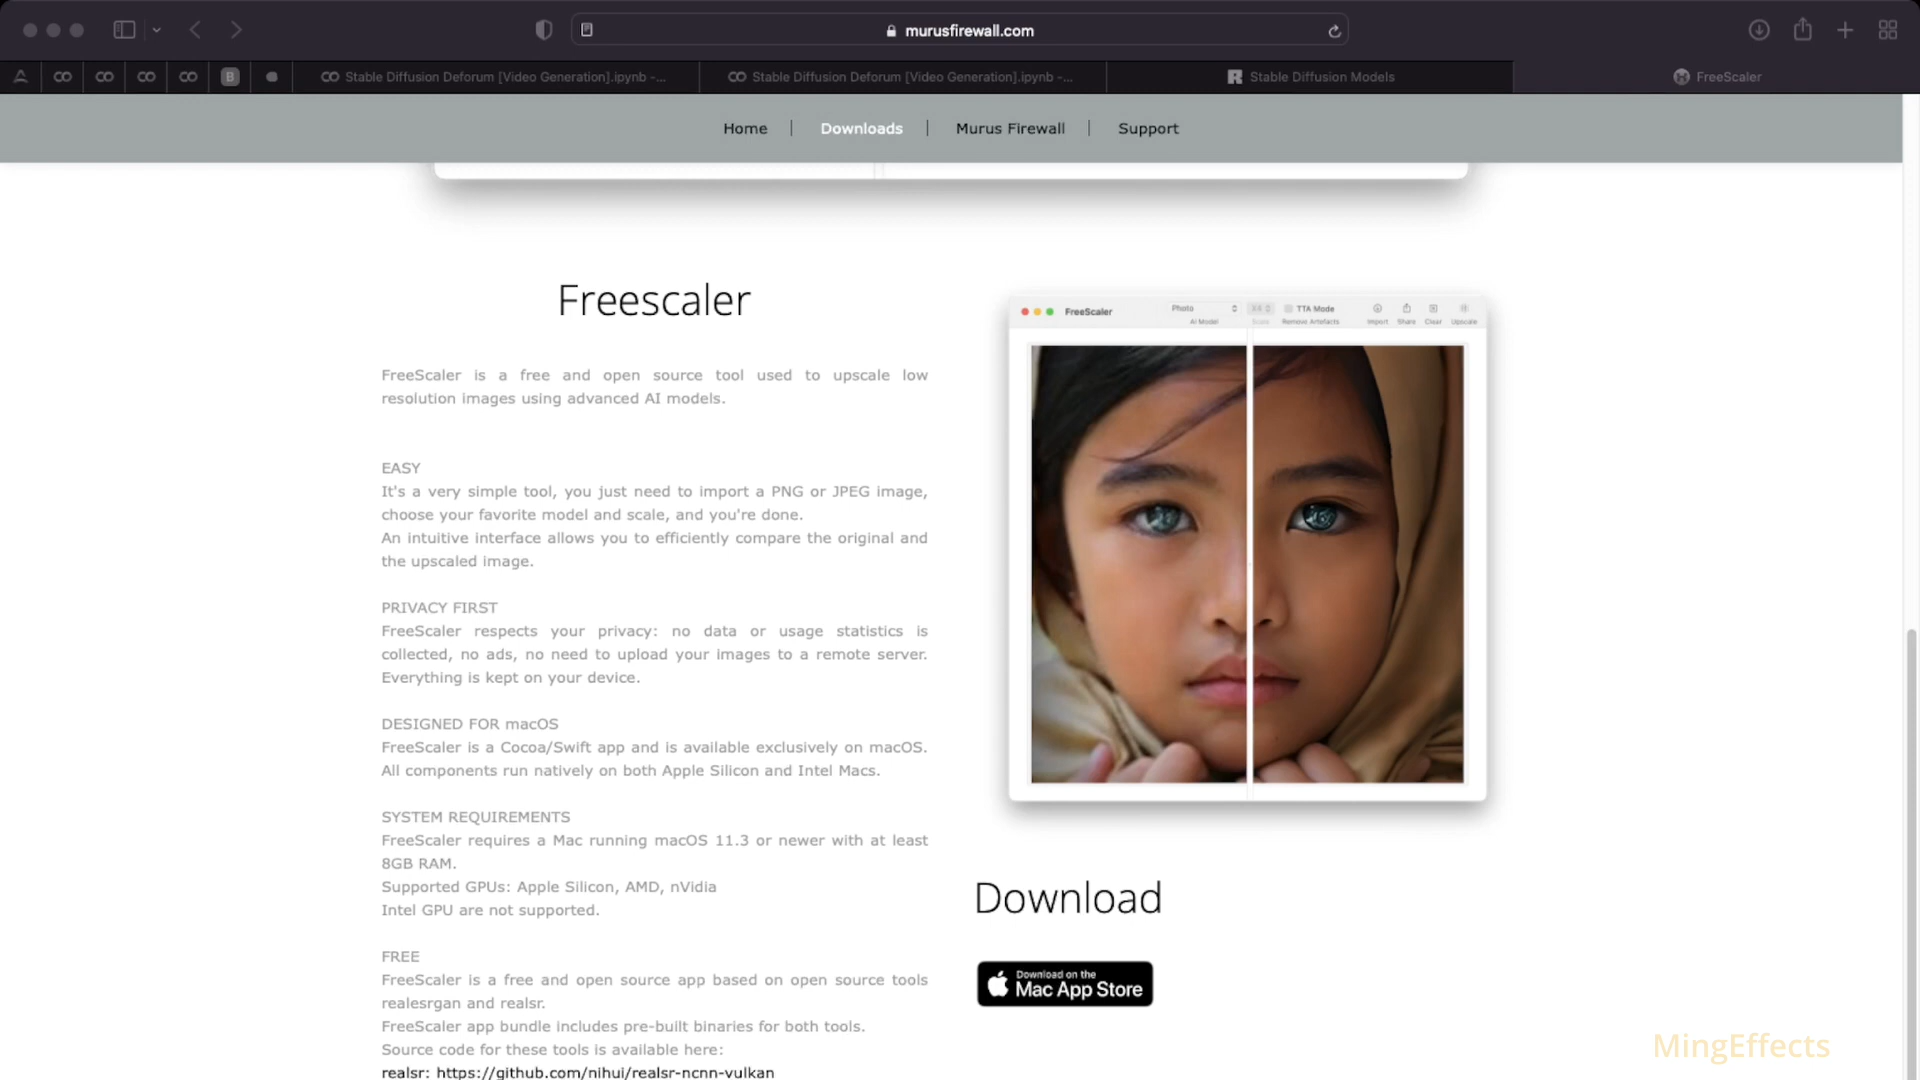 murusfirewall.com
B
Stable Diffusion Deforum [Video Generation].ipynb -...
Stable Diffusion Deforum [Video Generation].ipynb -...
R Stable Diffusion Models
FreeScaler
Home | Downloads | Murus Firewall | Support
Freescaler
FreeScaler is a free and open source tool used to upscale low
resolution images using advanced AI models.
EASY
It's a very simple tool, you just need to import a PNG or JPEG image,
choose your favorite model and scale, and you're done.
An intuitive interface allows you to efficiently compare the original and
the upscaled image.
PRIVACY FIRST
FreeScaler respects your privacy: no data or usage statistics is
collected, no ads, no need to upload your images to a remote server.
Everything is kept on your device.
DESIGNED FOR macOS
FreeScaler is a Cocoa/Swift app and is available exclusively on macOS.
All components run natively on both Apple Silicon and Intel Macs.
SYSTEM REQUIREMENTS
FreeScaler requires a Mac running macOS 11.3 or newer with at least
8GB RAM.
Supported GPUs: Apple Silicon, AMD, nVidia
Intel GPU are not supported.
FREE
FreeScaler is a free and open source app based on open source tools
realesrgan and realsr.
FreeScaler app bundle includes pre-built binaries for both tools.
Source code for these tools is available here:
realsr: https://github.com/nihui/realsr-ncnn-vulkan
FreeScaler Photo X4 TTA Mode
AI Model Scale Remove Artefacts Import Share Clear Upscale
Download
Download on the
Mac App Store
MingEffects